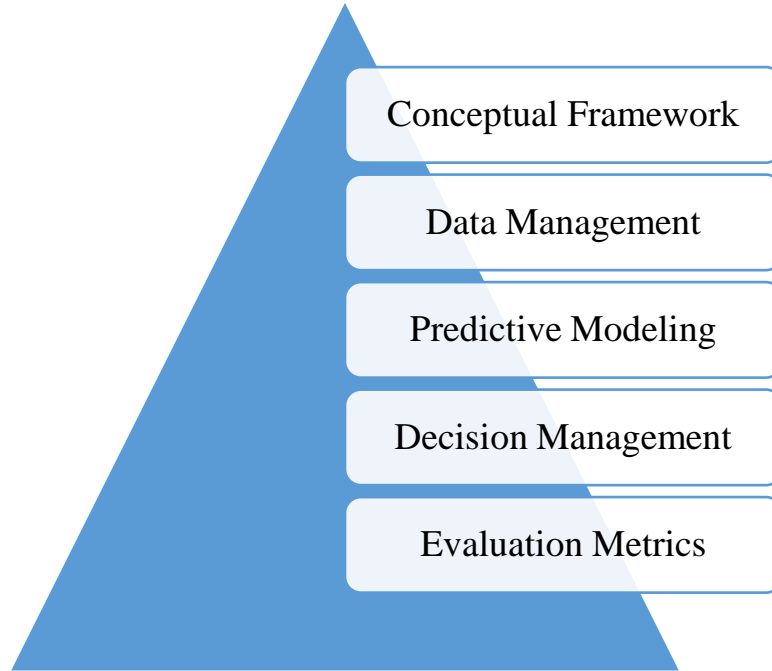 Conceptual Framework
Data Management
Predictive Modeling
Decision Management
Evaluation Metrics